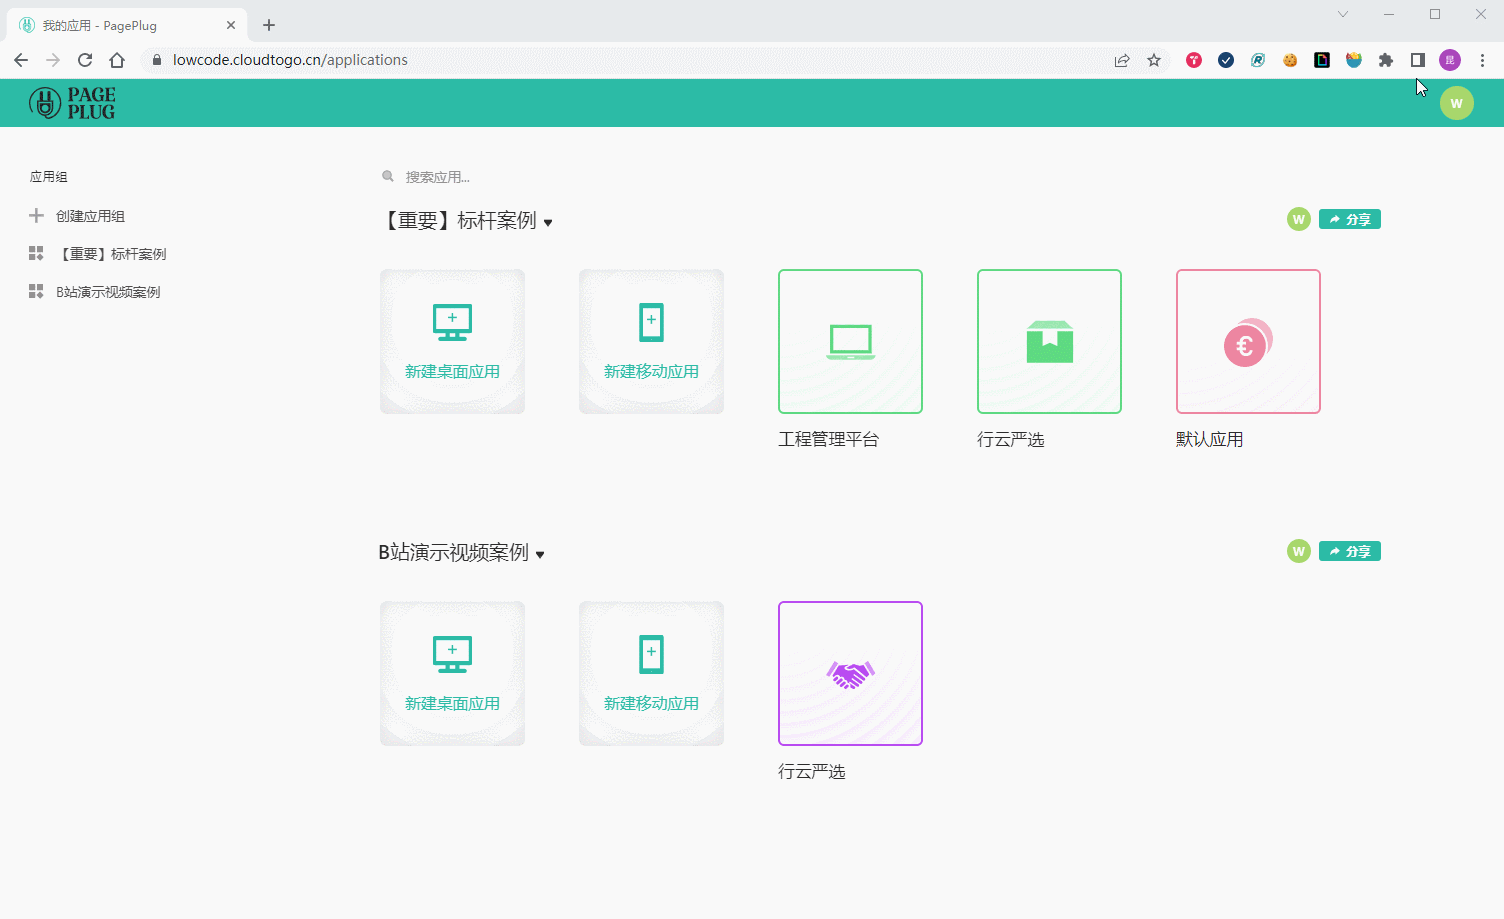 我的应用 - PagePlug
lowcode.cloudtogo.cn/applications
昆
PAGE
PLUG
W
应用组
创建应用组
【重要】标杆案例
B站演示视频案例
搜索应用...
【重要】标杆案例
W
分享
新建桌面应用
新建移动应用
€
工程管理平台
行云严选
默认应用
B站演示视频案例
W
分享
新建桌面应用
新建移动应用
行云严选